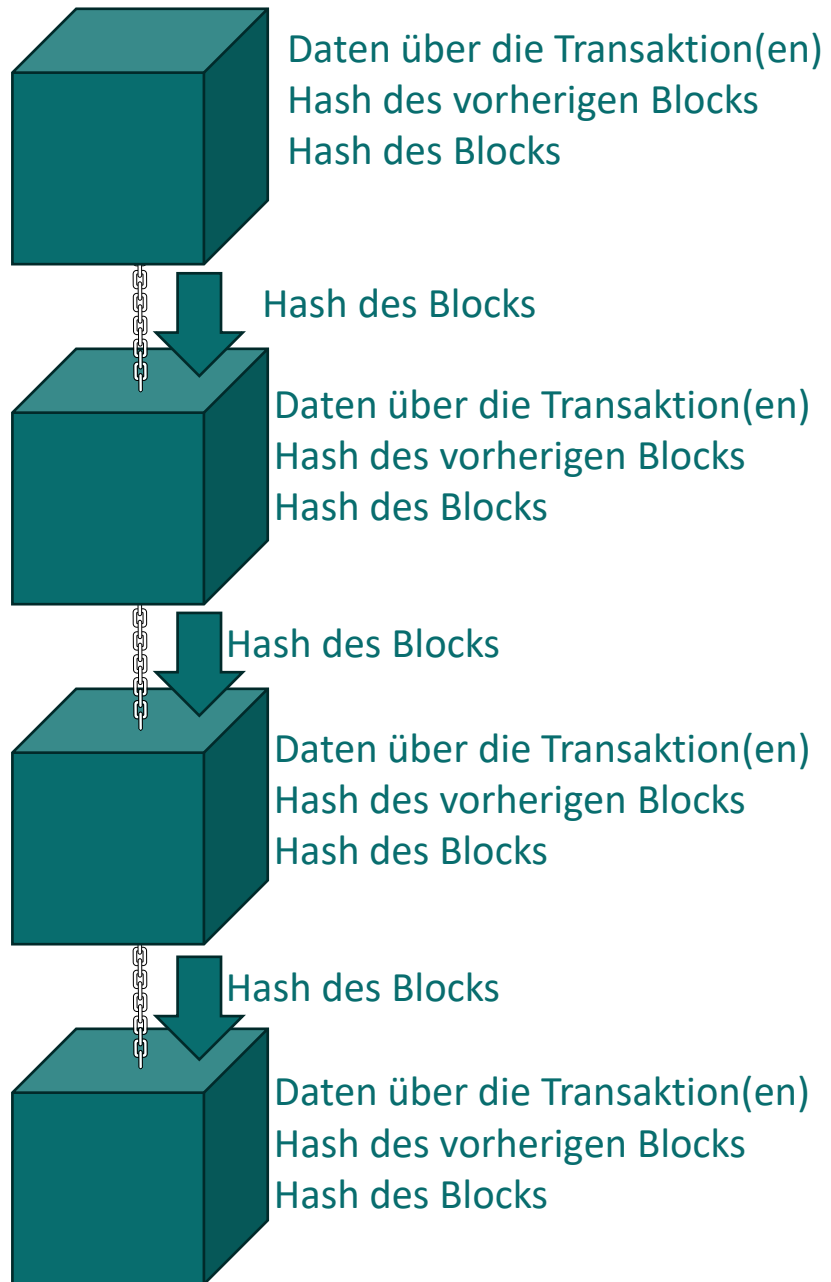 Daten über die Transaktion(en)
Hash des vorherigen Blocks
Hash des Blocks
Hash des Blocks
Daten über die Transaktion(en)
Hash des vorherigen Blocks
Hash des Blocks
Hash des Blocks
Daten über die Transaktion(en)
Hash des vorherigen Blocks
Hash des Blocks
Hash des Blocks
Daten über die Transaktion(en)
Hash des vorherigen Blocks
Hash des Blocks